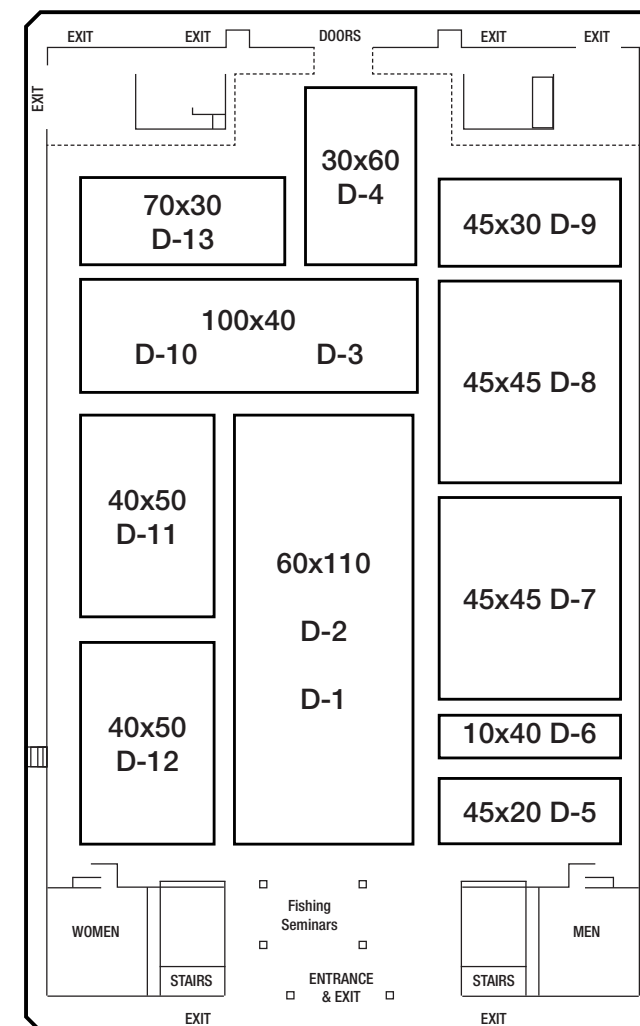 EXIT
EXIT
DOORS
EXIT
EXIT
EXIT
30x60
D-4
70x30
D-13
45x30 D-9
100x40
D-10 D-3
45x45 D-8
40x50
D-11
60x110
D-2
D-1
45x45 D-7
40x50
D-12
10x40 D-6
45x20 D-5
Fishing
Seminars
WOMEN
MEN
STAIRS
ENTRANCE
& EXIT
STAIRS
EXIT
EXIT